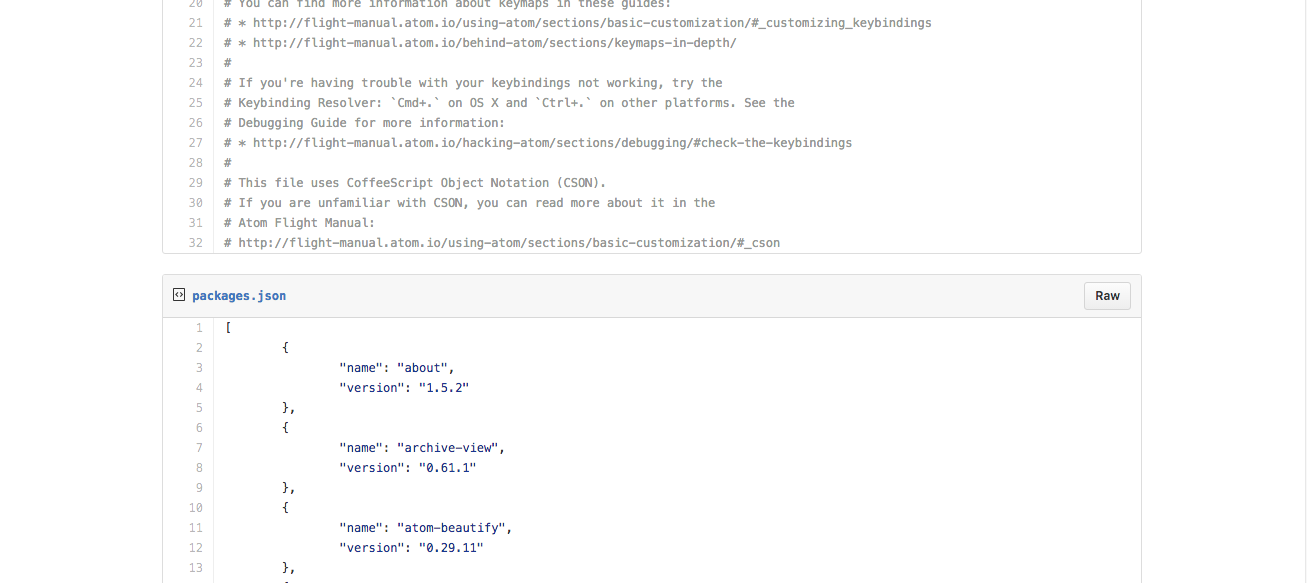 20 # You can find more information about keymaps in these guides:
21 # * http://flight-manual.atom.io/using-atom/sections/basic-customization/#_customizing_keybindings
22 # * http://flight-manual.atom.io/behind-atom/sections/keymaps-in-depth/
23 #
24 # If you're having trouble with your keybindings not working, try the
25 # Keybinding Resolver: `Cmd+.` on OS X and `Ctrl+.` on other platforms. See the
26 # Debugging Guide for more information:
27 # * http://flight-manual.atom.io/hacking-atom/sections/debugging/#check-the-keybindings
28 #
29 # This file uses CoffeeScript Object Notation (CSON).
30 # If you are unfamiliar with CSON, you can read more about it in the
31 # Atom Flight Manual:
32 # http://flight-manual.atom.io/using-atom/sections/basic-customization/#_cson
packages.json Raw
1 [
2 {
3 "name": "about",
4 "version": "1.5.2"
5 },
6 {
7 "name": "archive-view",
8 "version": "0.61.1"
9 },
10 {
11 "name": "atom-beautify",
12 "version": "0.29.11"
13 },